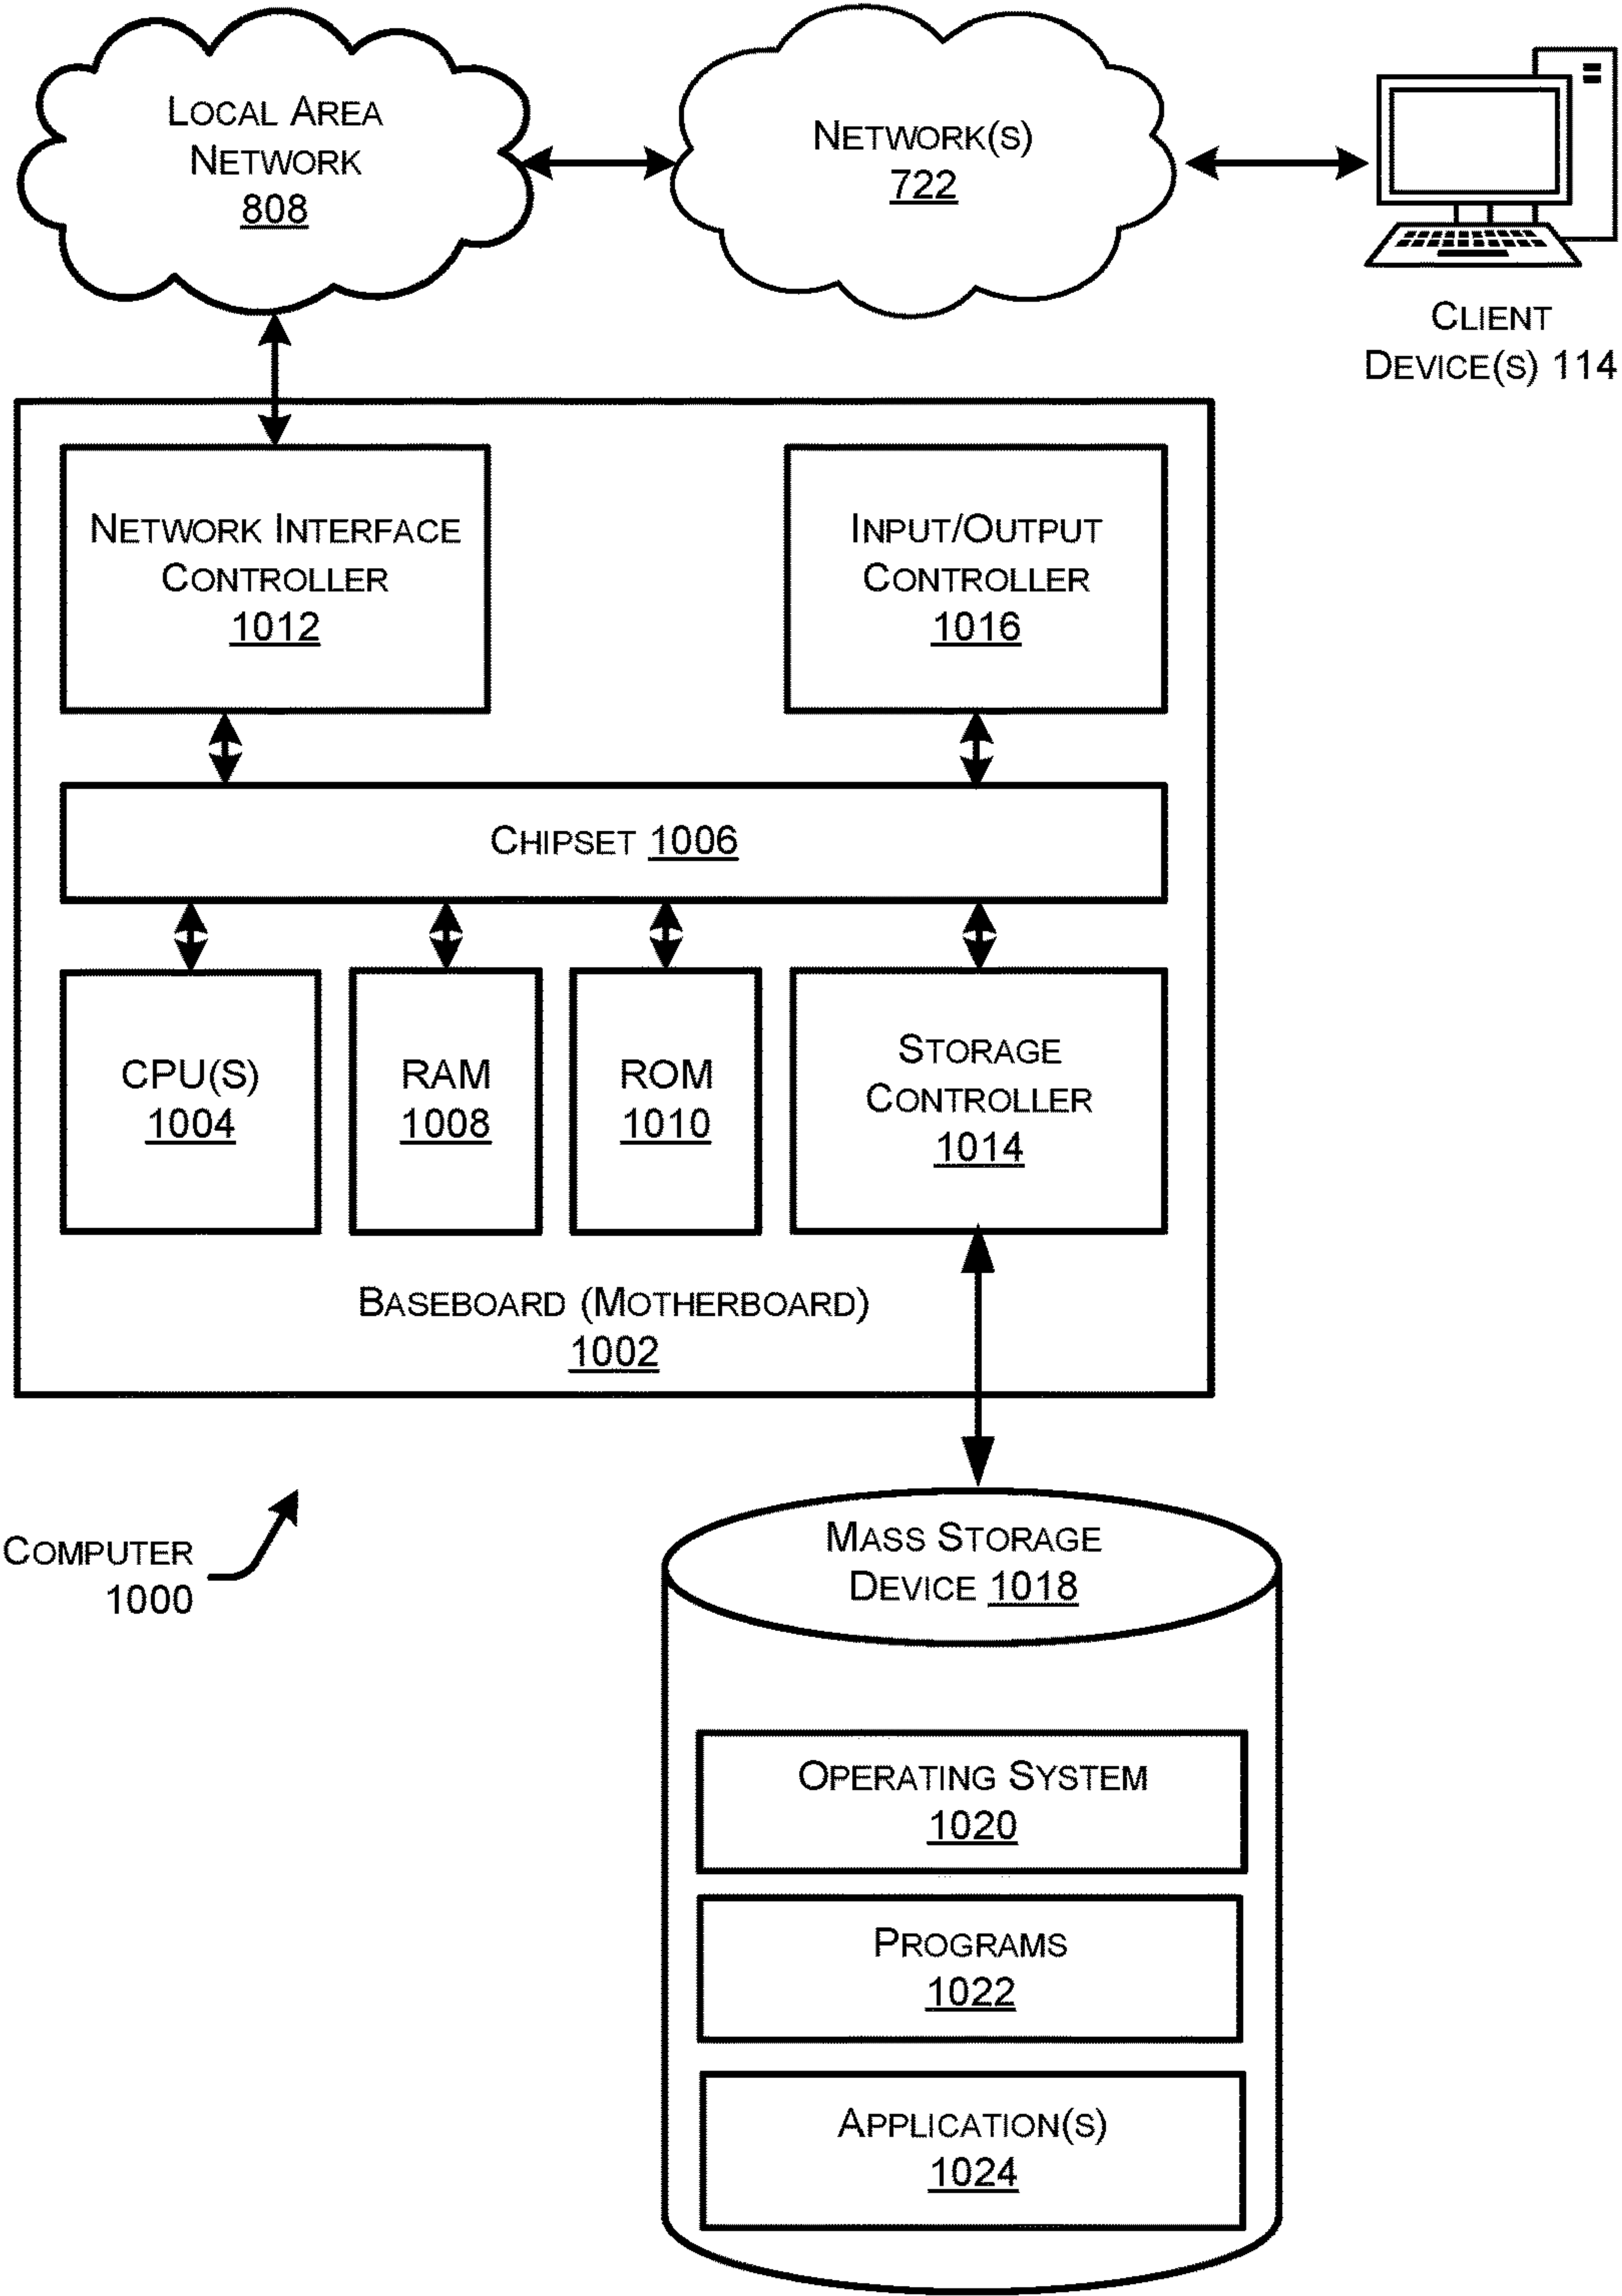 LOCAL AREA
NETWORK
808
NETWORK(S)
722
CLIENT
DEVICE(S) 114
NETWORK INTERFACE
CONTROLLER
1012
INPUT/OUTPUT
CONTROLLER
1016
CHIPSET 1006
CPU(S)
1004
RAM
1008
ROM
1010
STORAGE
CONTROLLER
1014
BASEBOARD (MOTHERBOARD)
1002
COMPUTER
1000
MASS STORAGE
DEVICE 1018
OPERATING SYSTEM
1020
PROGRAMS
1022
APPLICATION(S)
1024